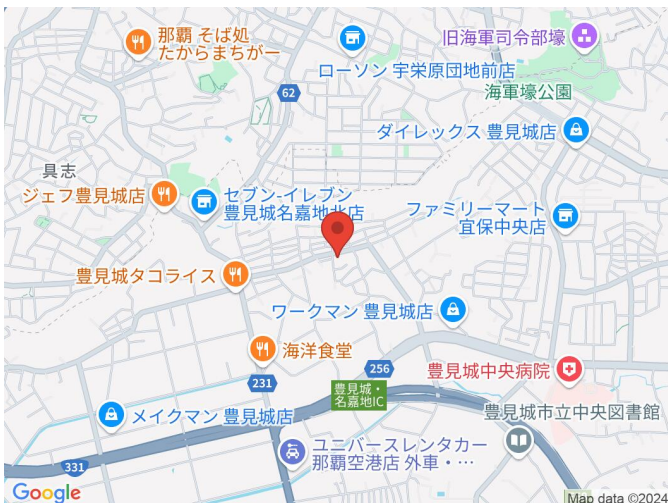 那覇 そば処
たからまちがー
旧海軍司令部壕
ローソン 宇栄原団地前店
62
海軍壕公園
ダイレックス 豊見城店
具志
ジェフ豊見城店
セブン-イレブン
豊見城名嘉地北店
ファミリーマート
宜保中央店
豊見城タコライス
ワークマン 豊見城店
海洋食堂
256
豊見城中央病院
231
豊見城・
名嘉地IC
メイクマン 豊見城店
豊見城市立中央図書館
ユニバースレンタカー
那覇空港店 外車・…
331
Google
Map data ©2024